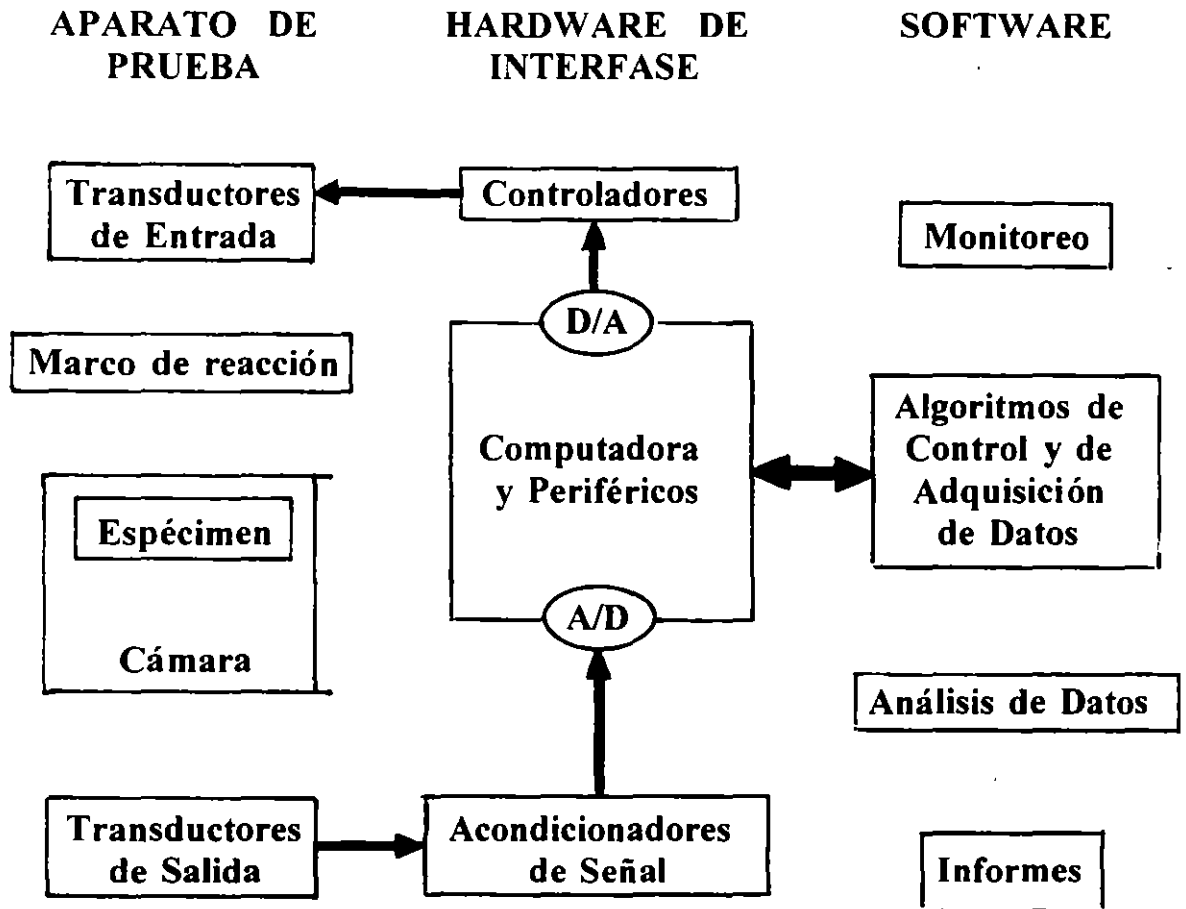 APARATO DE
PRUEBA
HARDWARE DE
INTERFASE
SOFTWARE
Transductores
de Entrada
Controladores
Monitoreo
D/A
Marco de reacción
Computadora
y Periféricos
Algoritmos de
Control y de
Adquisición
de Datos
Espécimen
Cámara
A/D
Análisis de Datos
Transductores
de Salida
Acondicionadores
de Señal
Informes